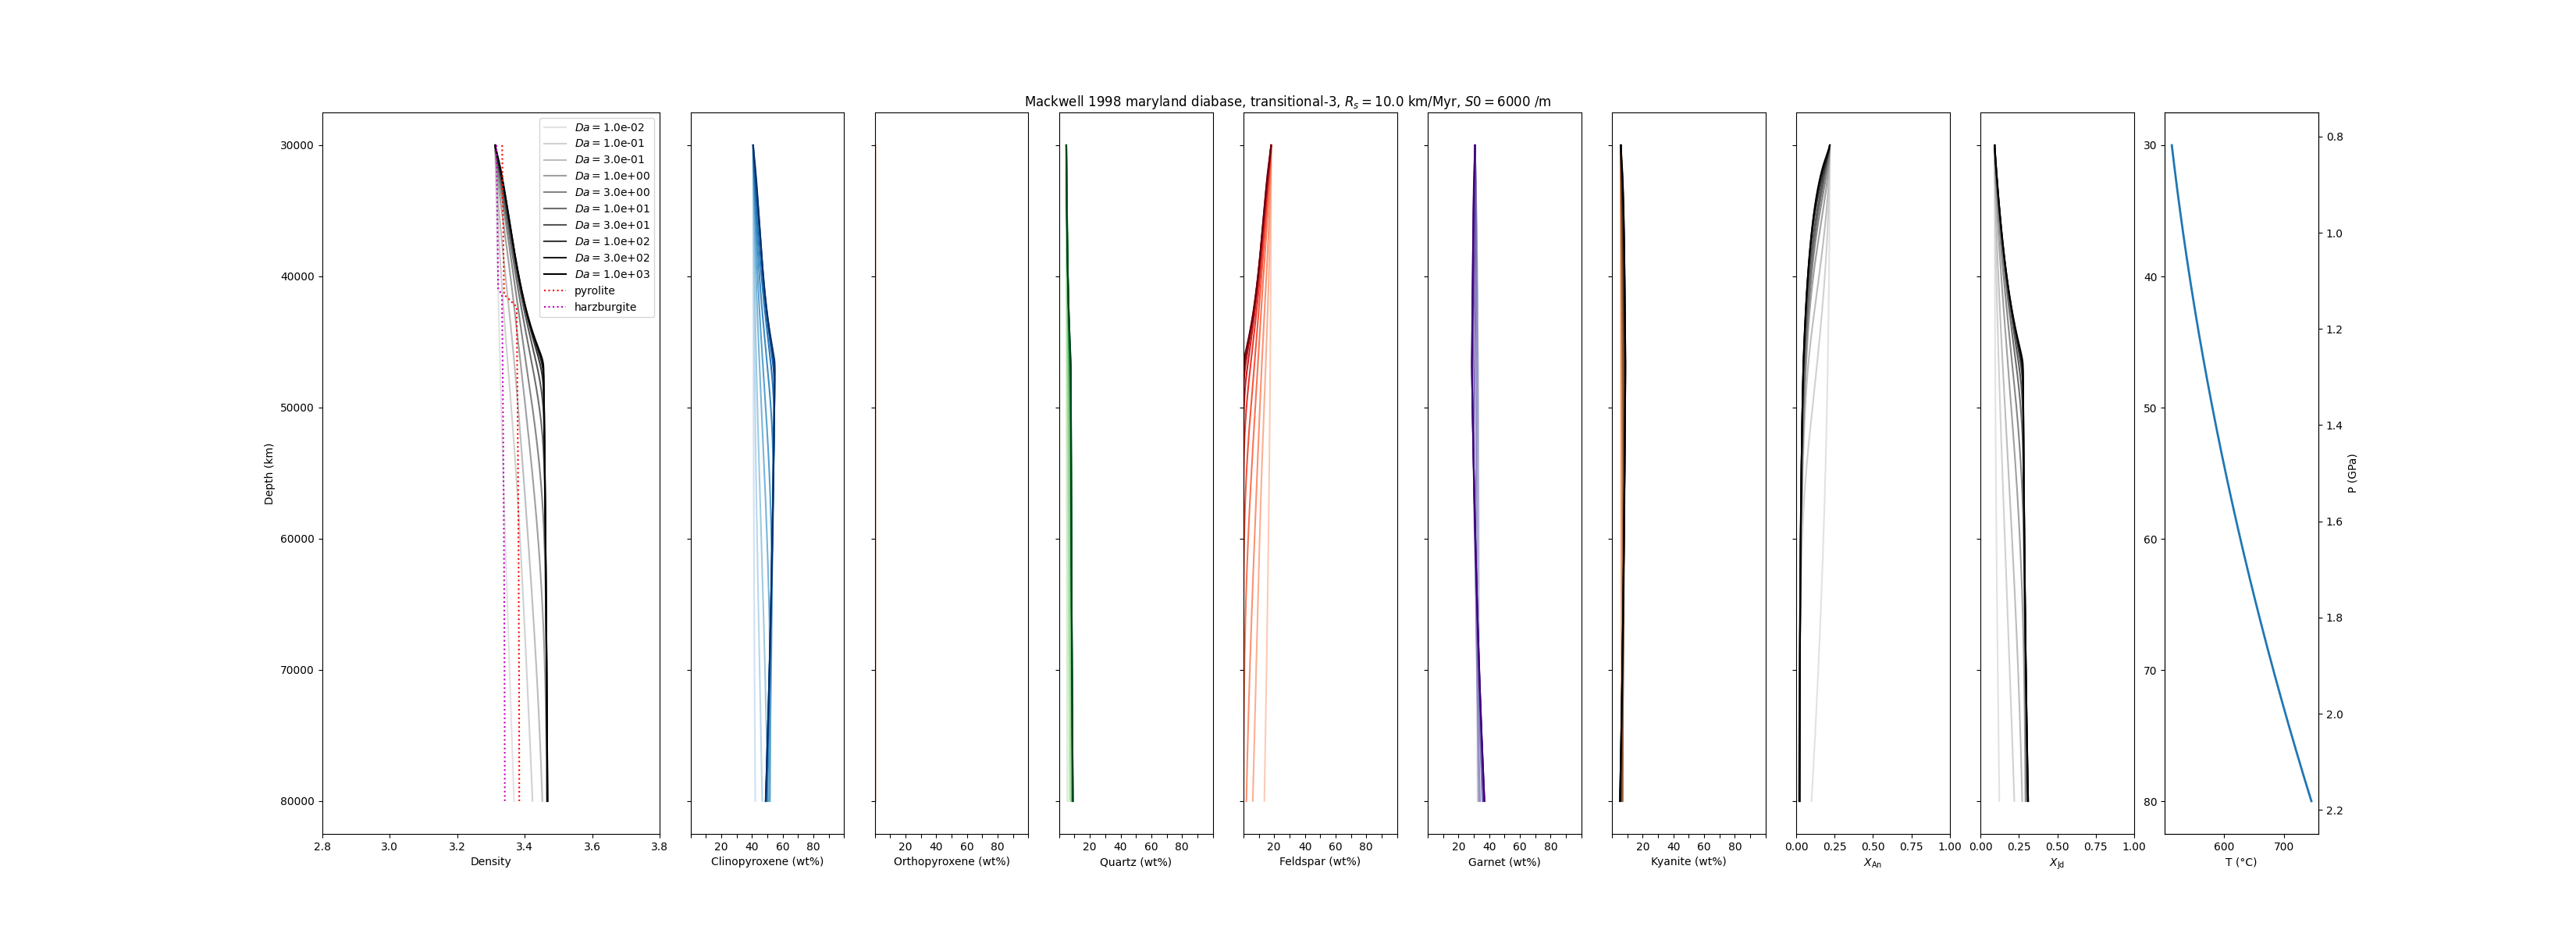 Mackwell 1998 maryland diabase, transitional-3, Rₛ = 10.0 km/Myr, S0 = 6000 /m
Da = 1.0e-02
Da = 1.0e-01
Da = 3.0e-01
Da = 1.0e+00
Da = 3.0e+00
Da = 1.0e+01
Da = 3.0e+01
Da = 1.0e+02
Da = 3.0e+02
Da = 1.0e+03
pyrolite
harzburgite
Depth (km)
30000
40000
50000
60000
70000
80000
2.8 3.0 3.2 3.4 3.6 3.8
Density
20 40 60 80
Clinopyroxene (wt%)
20 40 60 80
Orthopyroxene (wt%)
20 40 60 80
Quartz (wt%)
20 40 60 80
Feldspar (wt%)
20 40 60 80
Garnet (wt%)
20 40 60 80
Kyanite (wt%)
0.00 0.25 0.50 0.75 1.00
X_An
0.00 0.25 0.50 0.75 1.00
X_Jd
30
40
50
60
70
80
600 700
T (°C)
0.8
1.0
1.2
1.4
1.6
1.8
2.0
2.2
P (GPa)